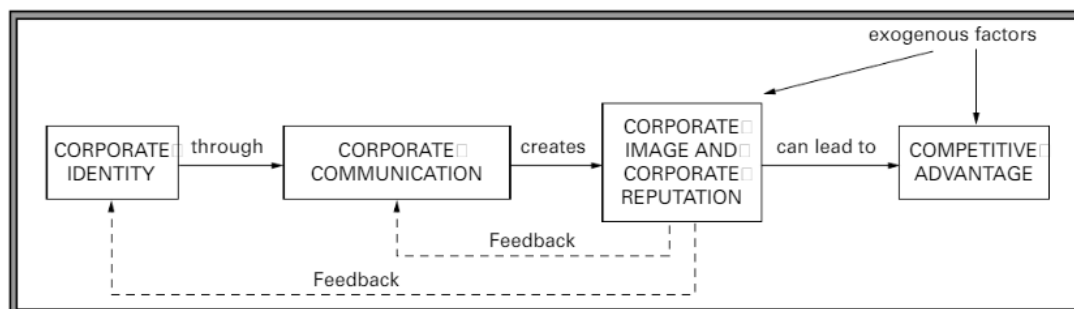 exogenous factors
CORPORATE
IDENTITY
through
CORPORATE
COMMUNICATION
creates
CORPORATE
IMAGE AND
CORPORATE
REPUTATION
can lead to
COMPETITIVE
ADVANTAGE
Feedback
Feedback